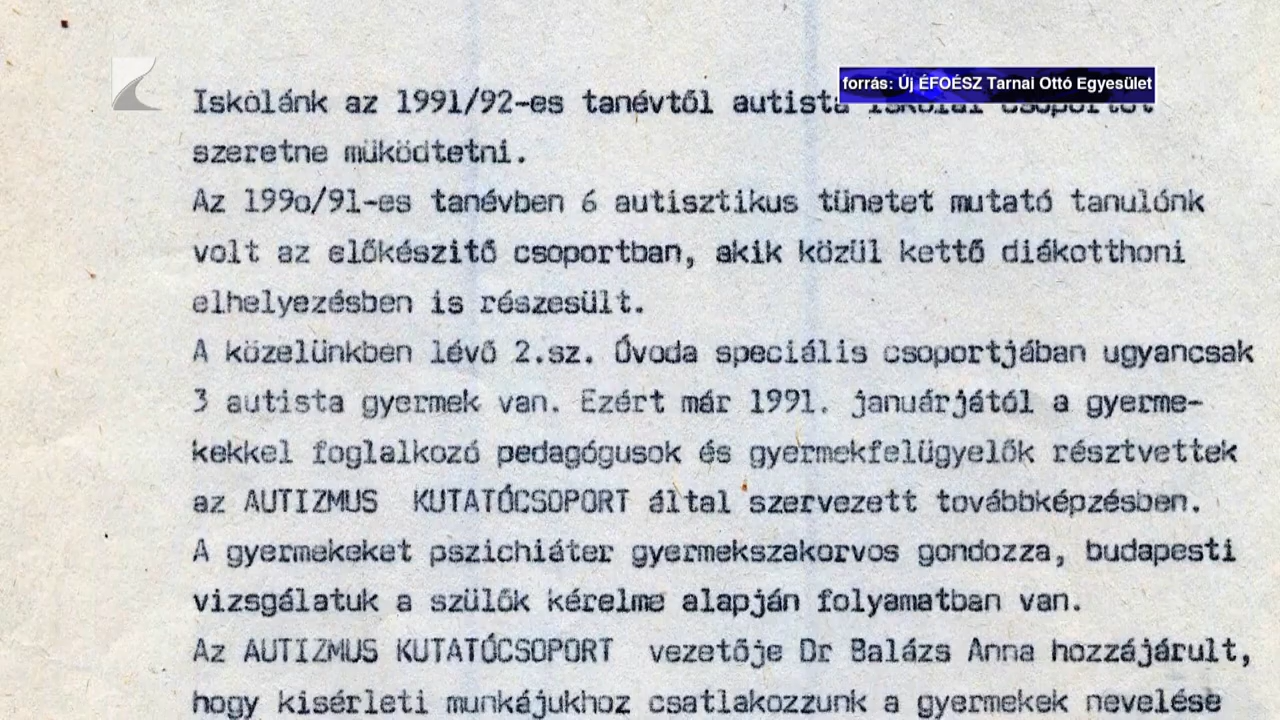 forrás: Új ÉFOÉSZ Tarnai Ottó Egyesület
Iskolánk az 1991/92-es tanévtől autista iskolai csoportot
szeretne müködtetni.
Az 199o/91-es tanévben 6 autisztikus tünetet mutató tanulónk
volt az előkészitő csoportban, akik közül kettő diákotthoni
elhelyezésben is részesült.
A közelünkben lévő 2.sz. Óvoda speciális csoportjában ugyancsak
3 autista gyermek van. Ezért már 1991. januárjától a gyerme-
kekkel foglalkozó pedagógusok és gyermekfelügyelők résztvettek
az AUTIZMUS KUTATÓCSOPORT által szervezett továbbképzésben.
A gyermekeket pszichiáter gyermekszakorvos gondozza, budapesti
vizsgálatuk a szülők kérelme alapján folyamatban van.
Az AUTIZMUS KUTATÓCSOPORT vezetője Dr Balázs Anna hozzájárult,
hogy kisérleti munkájukhoz csatlakozzunk a gyermekek nevelése